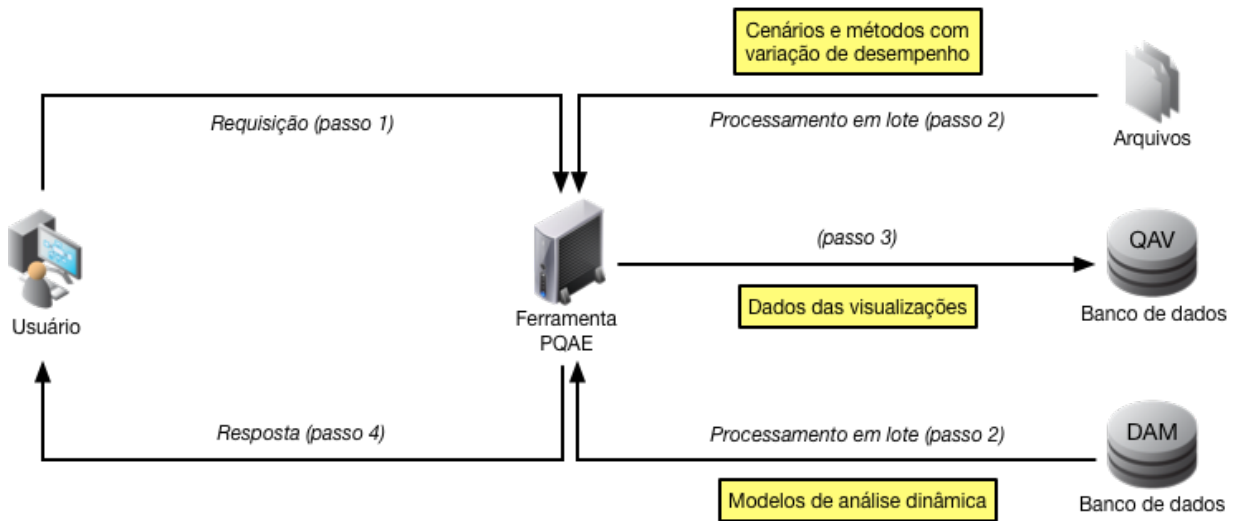 Cenários e métodos com
variação de desempenho
Requisição (passo 1)
Processamento em lote (passo 2)
Arquivos
(passo 3)
QAV
Usuário
Ferramenta
PQAE
Dados das visualizações
Banco de dados
Resposta (passo 4)
Processamento em lote (passo 2)
DAM
Modelos de análise dinâmica
Banco de dados